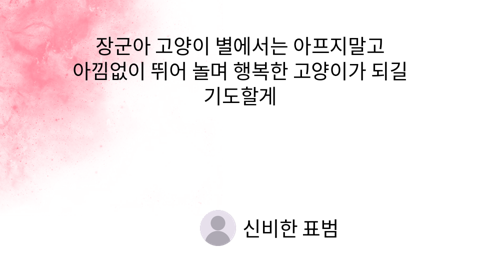 장군아 고양이 별에서는 아프지말고
아낌없이 뛰어 놀며 행복한 고양이가 되길
기도할게
신비한 표범